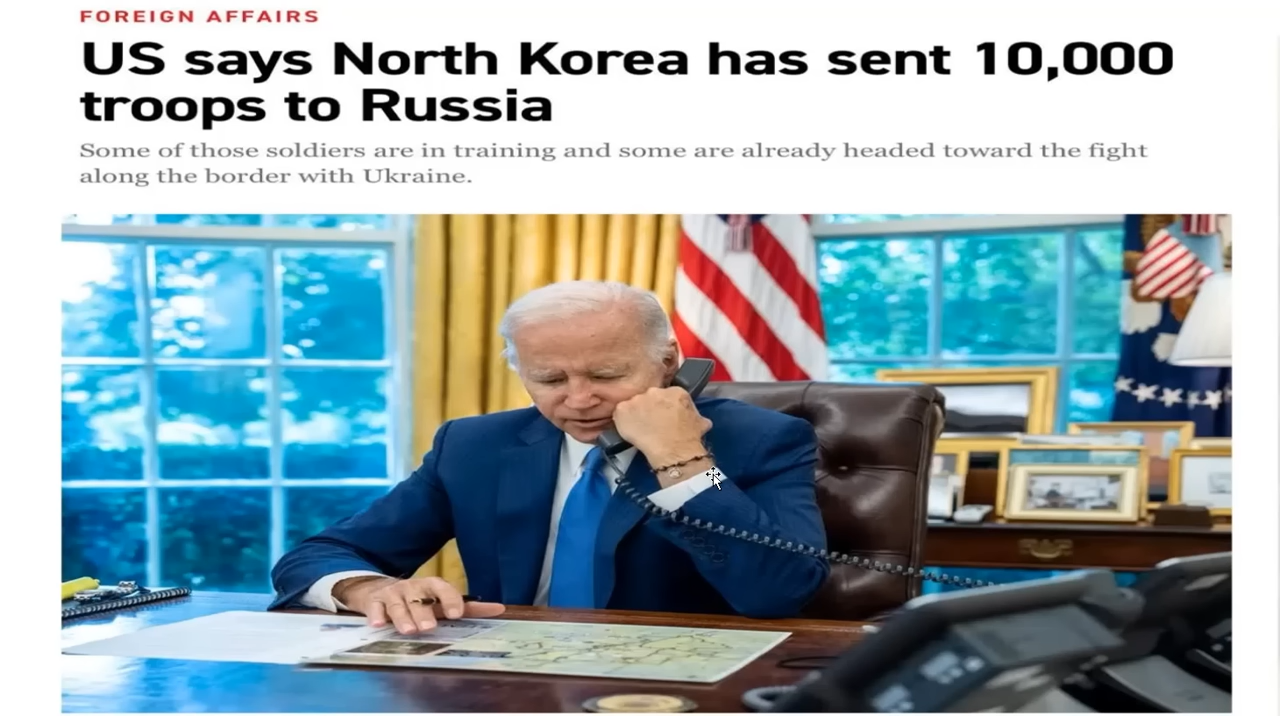 FOREIGN AFFAIRS
US says North Korea has sent 10,000
troops to Russia
Some of those soldiers are in training and some are already headed toward the fight
along the border with Ukraine.